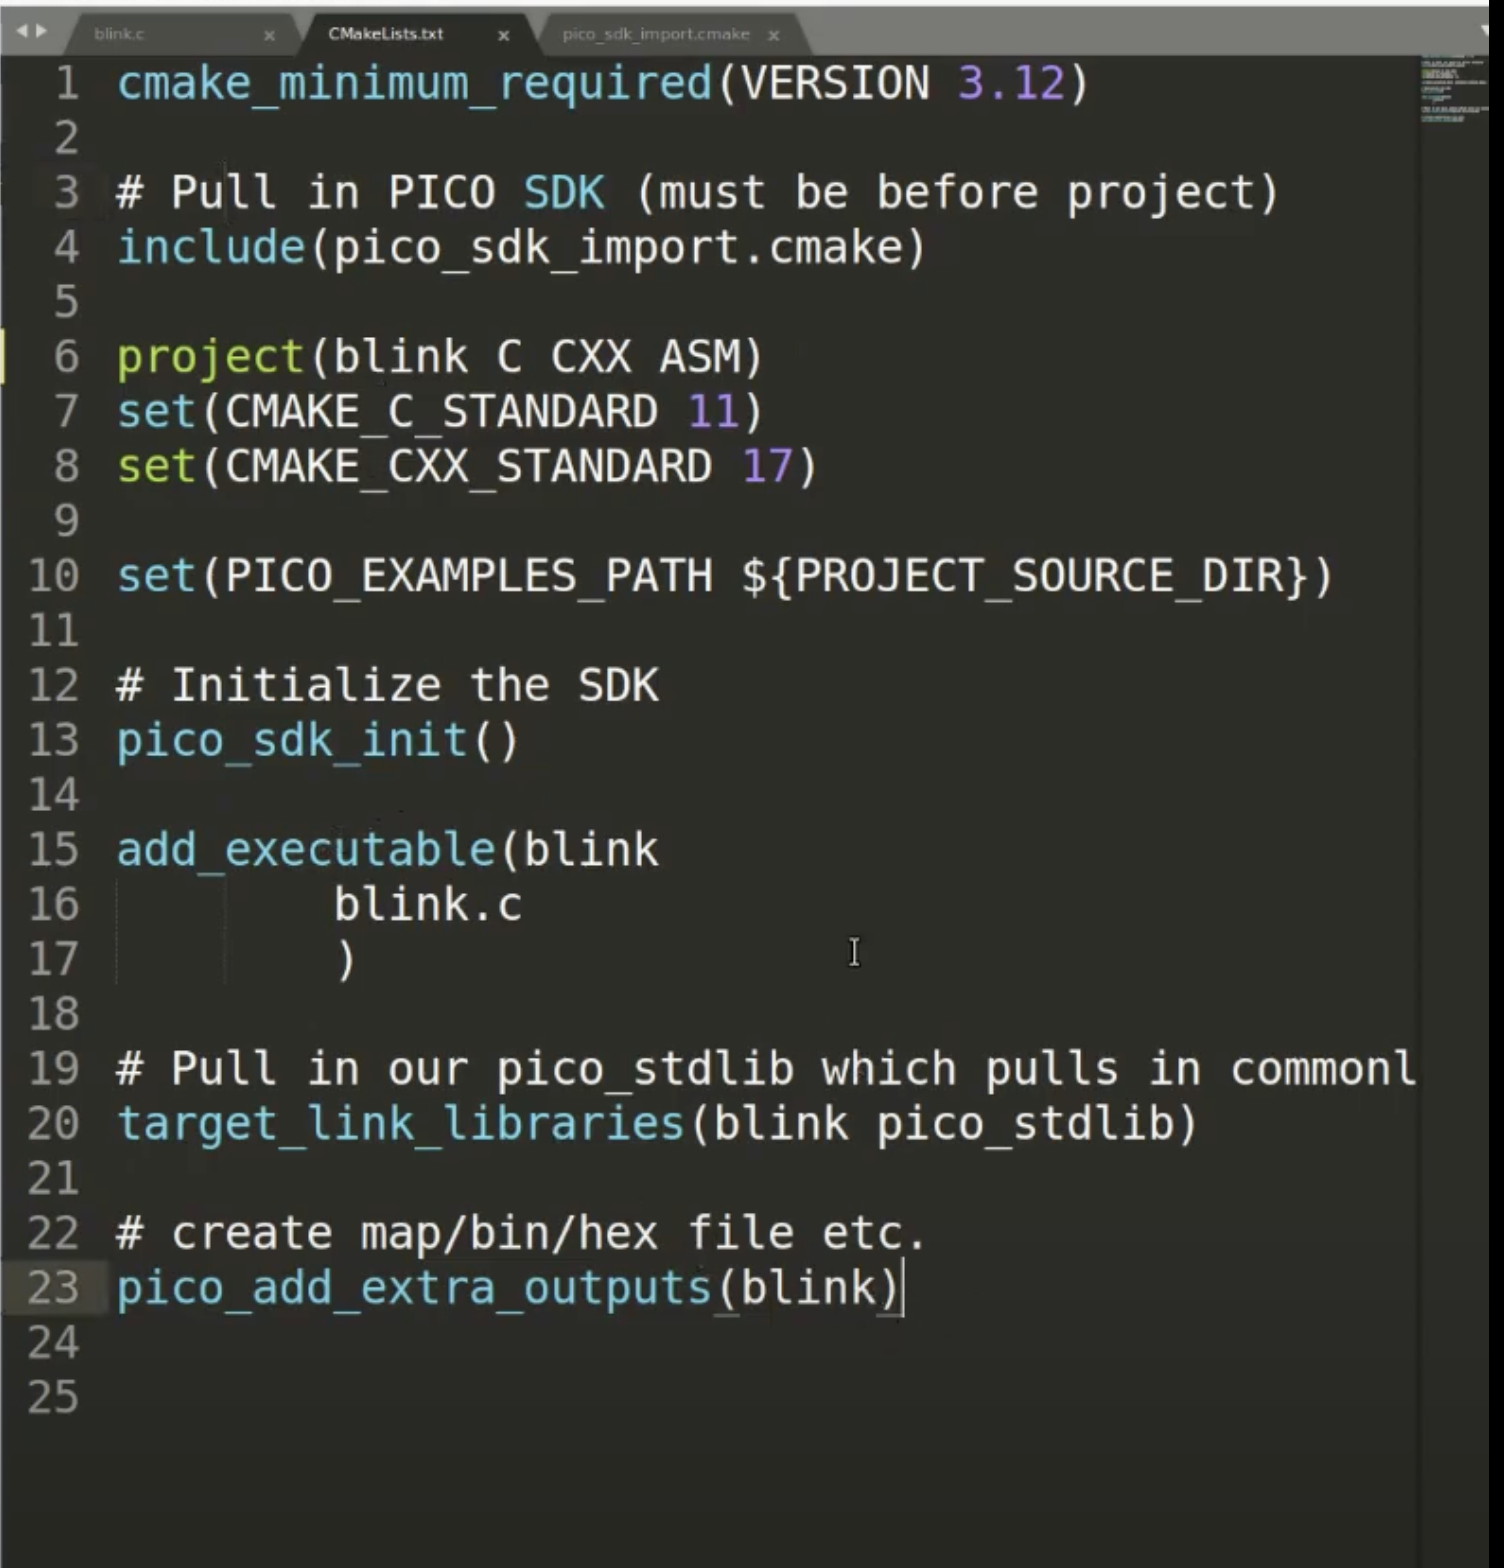 blink.c × CMakeLists.txt × pico_sdk_import.cmake ×
1 cmake_minimum_required(VERSION 3.12)
2
3 # Pull in PICO SDK (must be before project)
4 include(pico_sdk_import.cmake)
5
6 project(blink C CXX ASM)
7 set(CMAKE_C_STANDARD 11)
8 set(CMAKE_CXX_STANDARD 17)
9
10 set(PICO_EXAMPLES_PATH ${PROJECT_SOURCE_DIR})
11
12 # Initialize the SDK
13 pico_sdk_init()
14
15 add_executable(blink
16         blink.c
17         )
18
19 # Pull in our pico_stdlib which pulls in commonl
20 target_link_libraries(blink pico_stdlib)
21
22 # create map/bin/hex file etc.
23 pico_add_extra_outputs(blink)
24
25